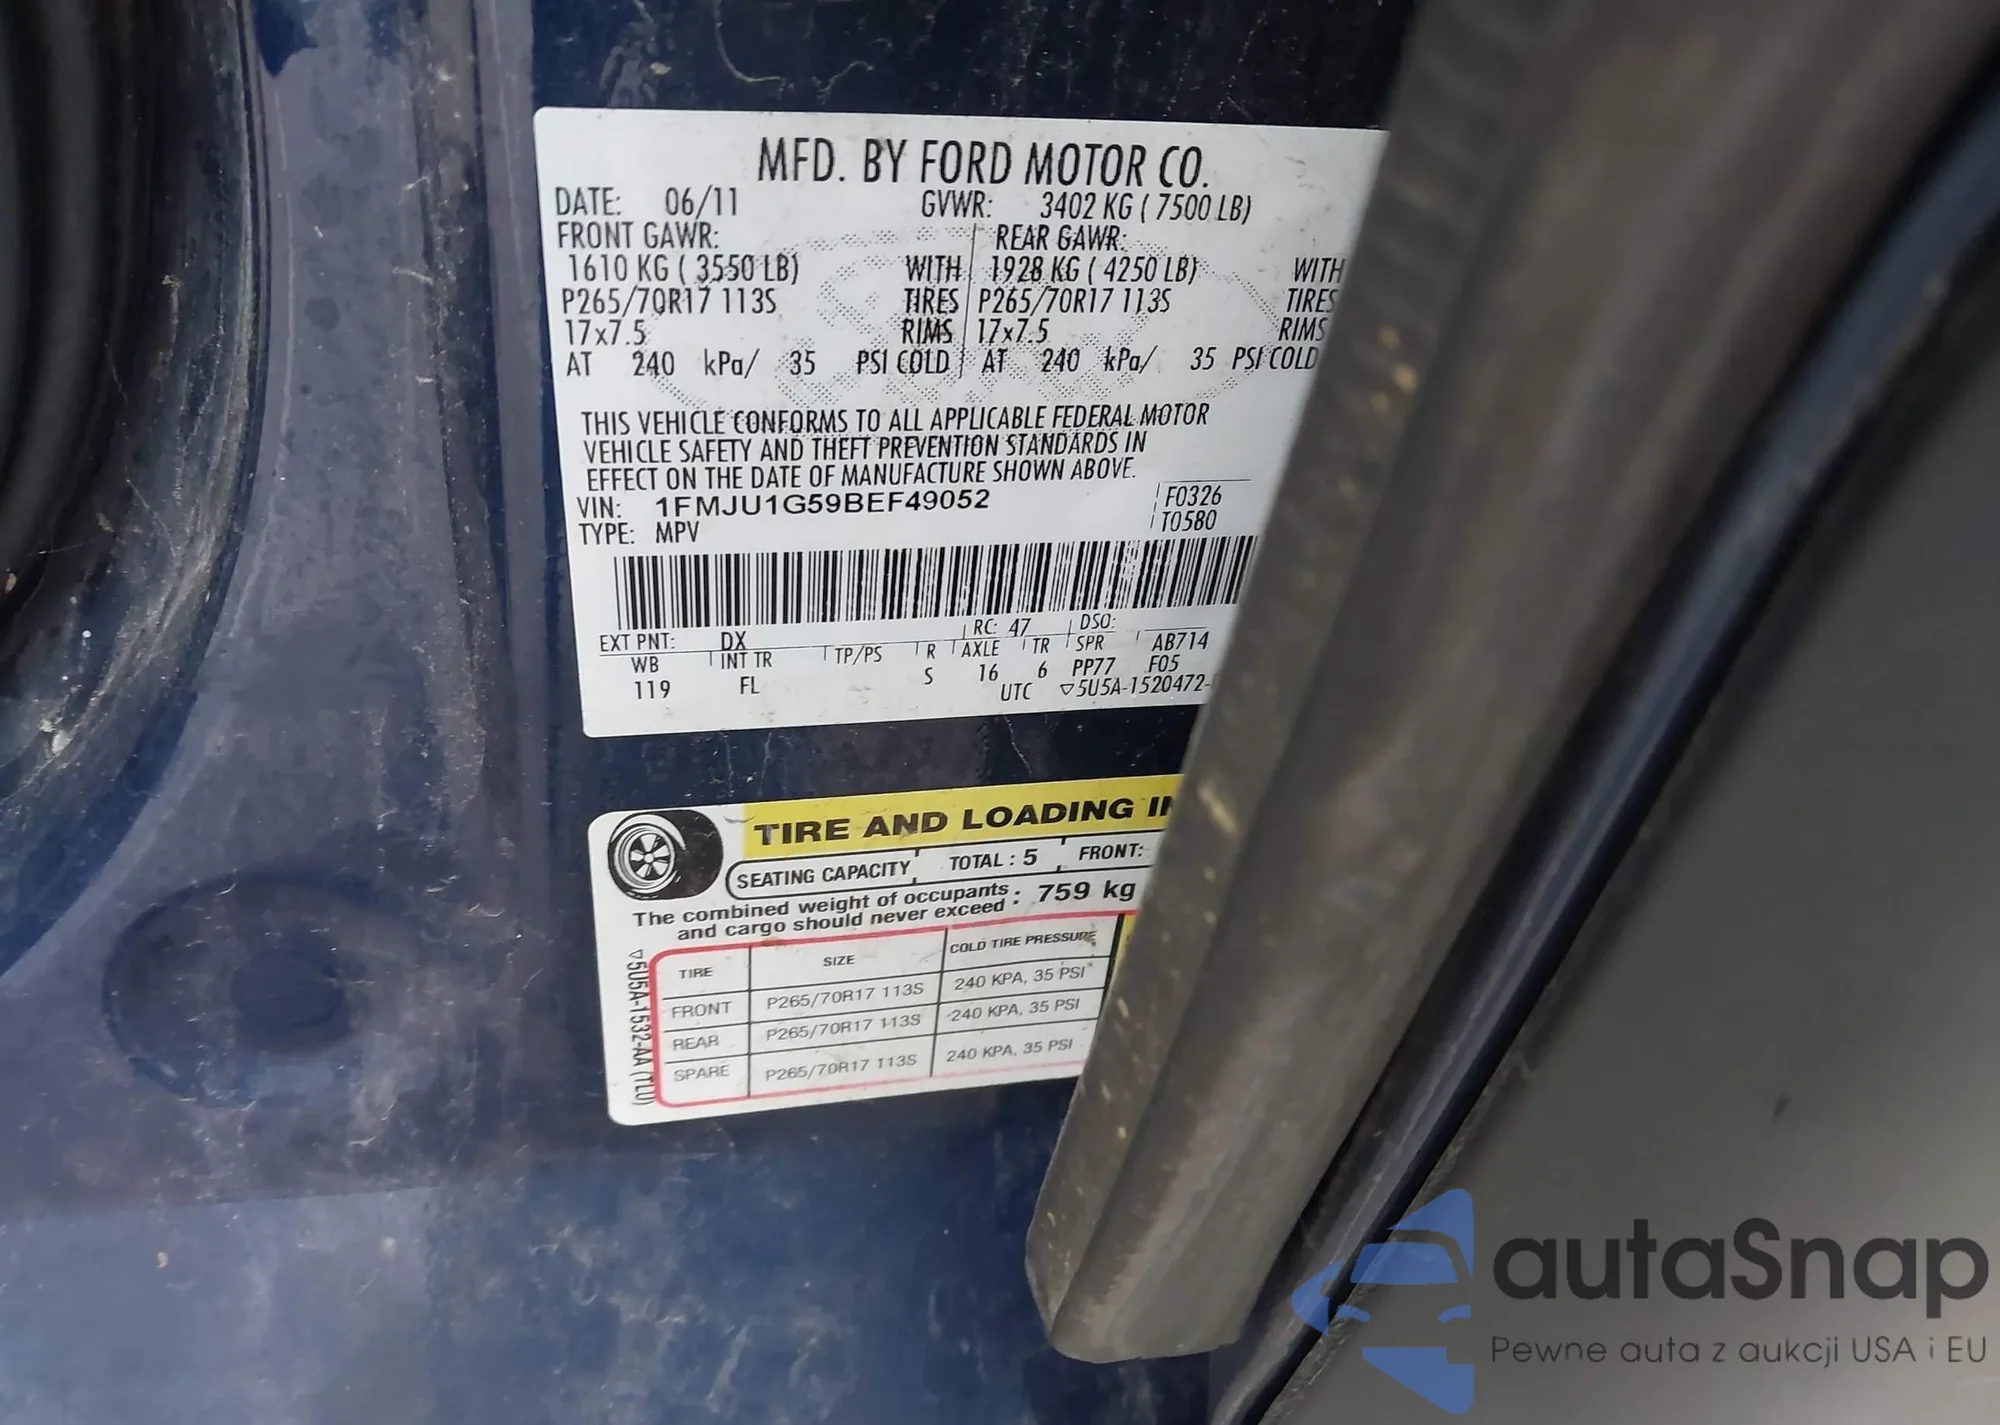 MFD. BY FORD MOTOR CO.
DATE: 06/11 GVWR: 3402 KG ( 7500 LB)
FRONT GAWR: REAR GAWR:
1610 KG ( 3550 LB) WITH 1928 KG ( 4250 LB) WITH
P265/70R17 113S TIRES P265/70R17 113S TIRES
17x7.5 RIMS 17x7.5 RIMS
AT 240 kPa/ 35 PSI COLD AT 240 kPa/ 35 PSI COLD
THIS VEHICLE CONFORMS TO ALL APPLICABLE FEDERAL MOTOR
VEHICLE SAFETY AND THEFT PREVENTION STANDARDS IN
EFFECT ON THE DATE OF MANUFACTURE SHOWN ABOVE.
VIN: 1FMJU1G59BEF49052 F0326
TYPE: MPV T0580
EXT PNT: DX RC: 47 DSO:
WB INT TR TP/PS R AXLE TR SPR AB714
119 FL S 16 6 PP77 F05
UTC ▽5U5A-1520472-
TIRE AND LOADING
SEATING CAPACITY TOTAL : 5 FRONT:
The combined weight of occupants
and cargo should never exceed : 759 kg
TIRE SIZE COLD TIRE PRESSURE
FRONT P265/70R17 113S 240 KPA, 35 PSI
REAR P265/70R17 113S 240 KPA, 35 PSI
SPARE P265/70R17 113S 240 KPA, 35 PSI
▽5U5A-1532-AA (TLU)
autaSnap
Pewne auta z aukcji USA i EU